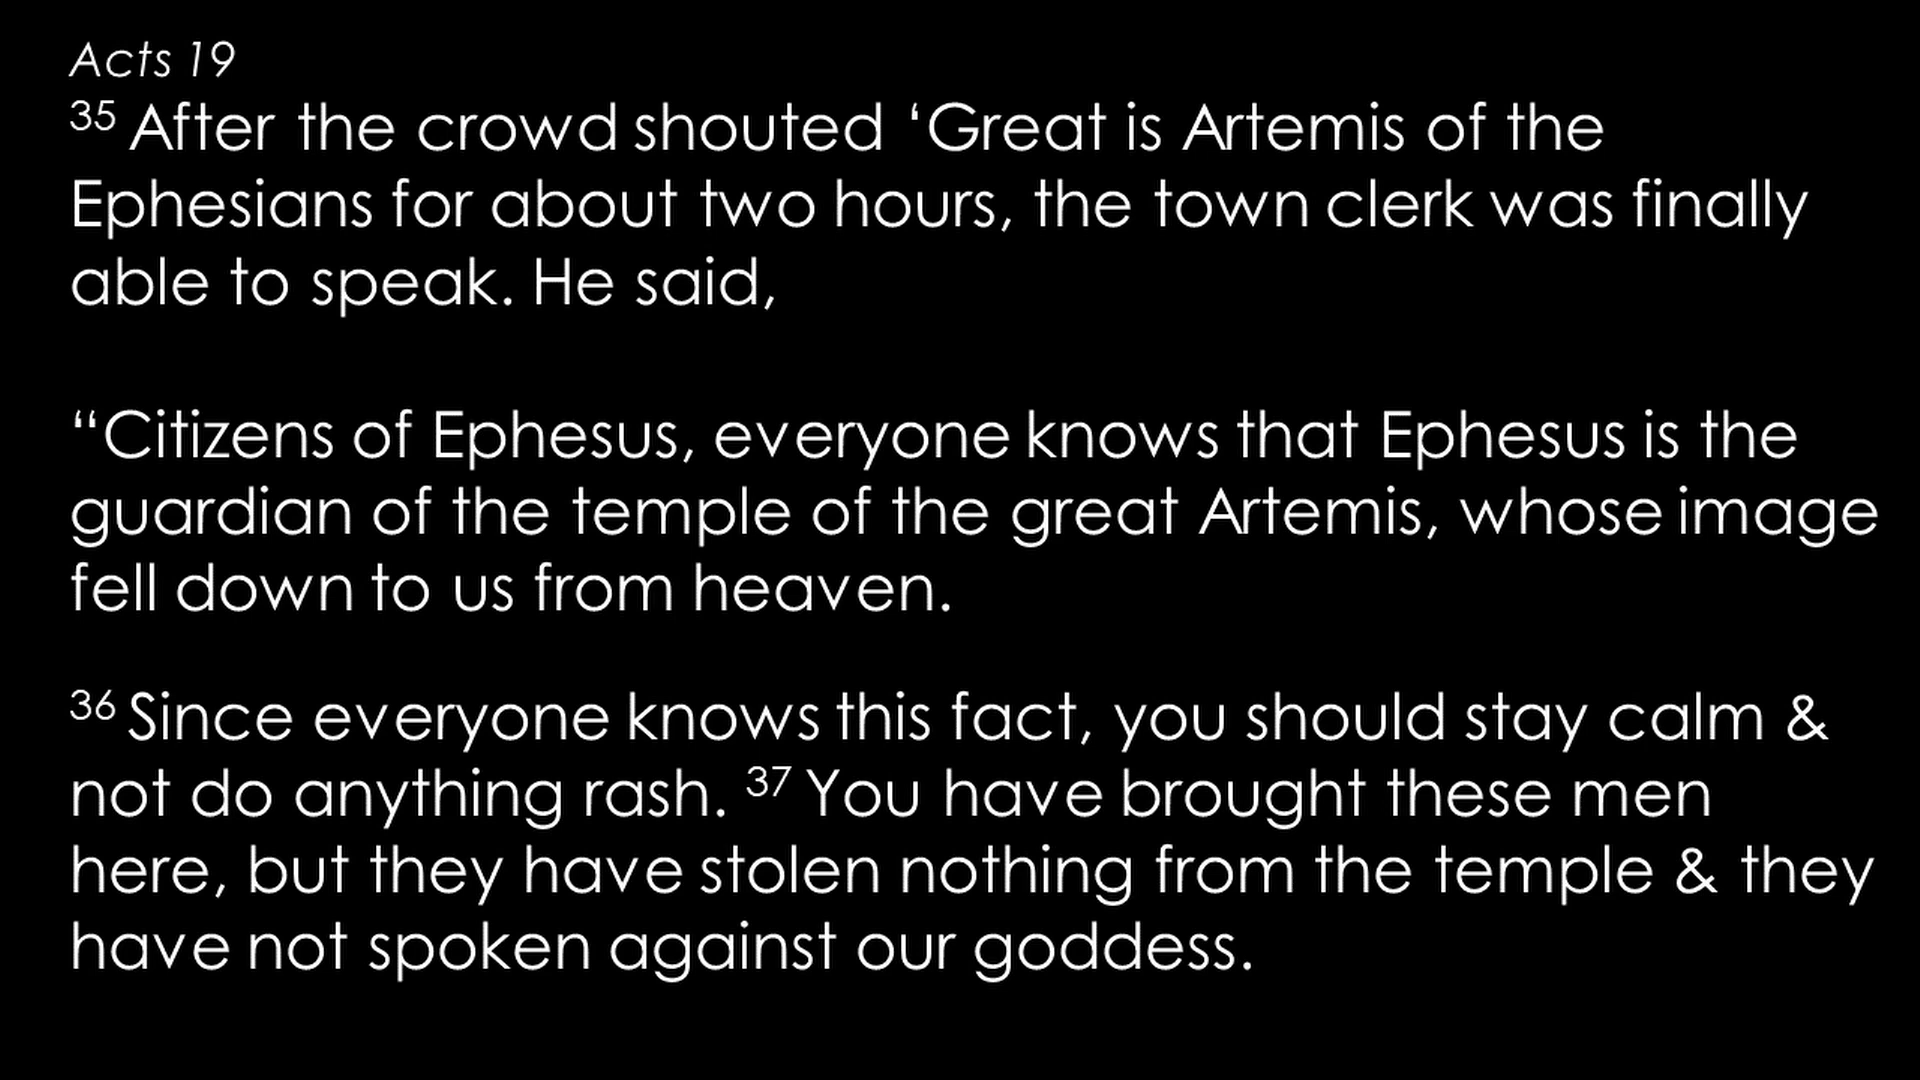 Acts 19
35 After the crowd shouted ‘Great is Artemis of the
Ephesians for about two hours, the town clerk was finally
able to speak. He said,
“Citizens of Ephesus, everyone knows that Ephesus is the
guardian of the temple of the great Artemis, whose image
fell down to us from heaven.
36 Since everyone knows this fact, you should stay calm &
not do anything rash. 37 You have brought these men
here, but they have stolen nothing from the temple & they
have not spoken against our goddess.